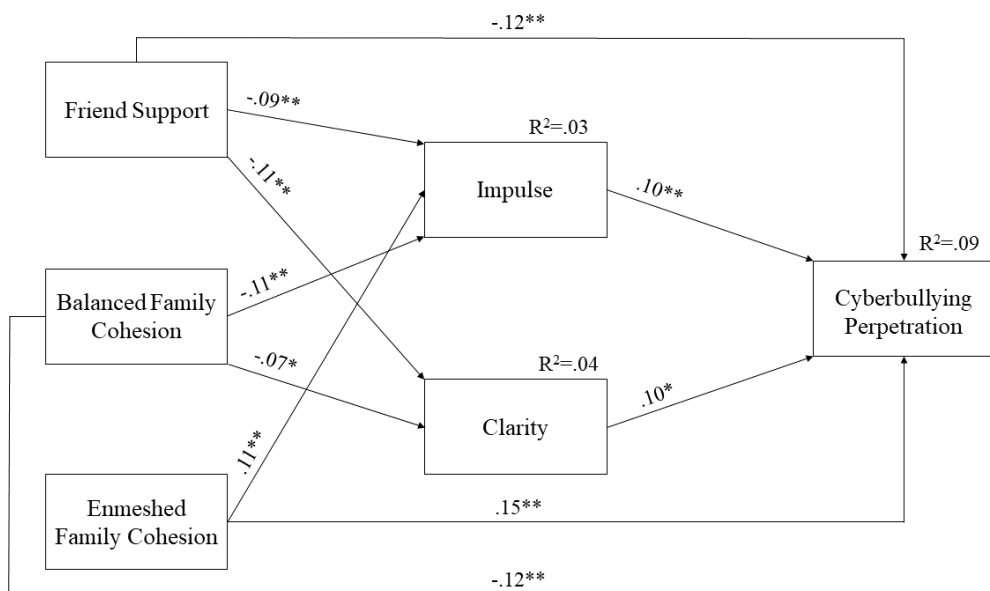 -.12**
Friend Support
-.09**
R²=.03
-.11**
Impulse
.10**
R²=.09
Balanced Family
Cohesion
-.11**
Cyberbullying
Perpetration
-.07*
R²=.04
Clarity
.10*
.11**
Enmeshed
Family Cohesion
.15**
-.12**